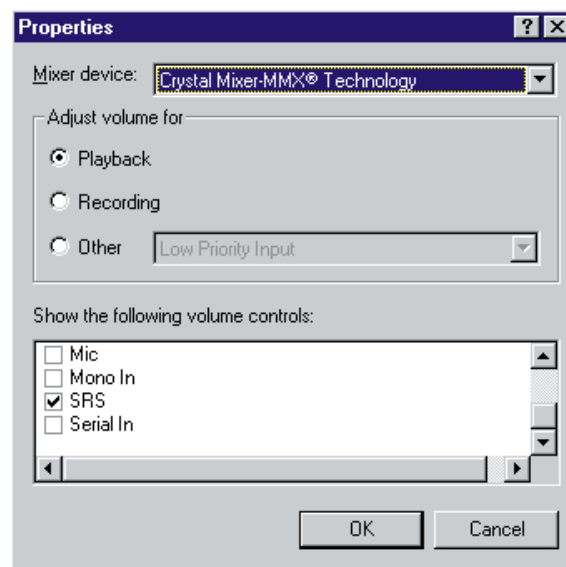 Properties
Mixer device: Crystal Mixer-MMX® Technology
Adjust volume for
Playback
Recording
Other Low Priority Input
Show the following volume controls:
Mic
Mono In
SRS
Serial In
OK Cancel